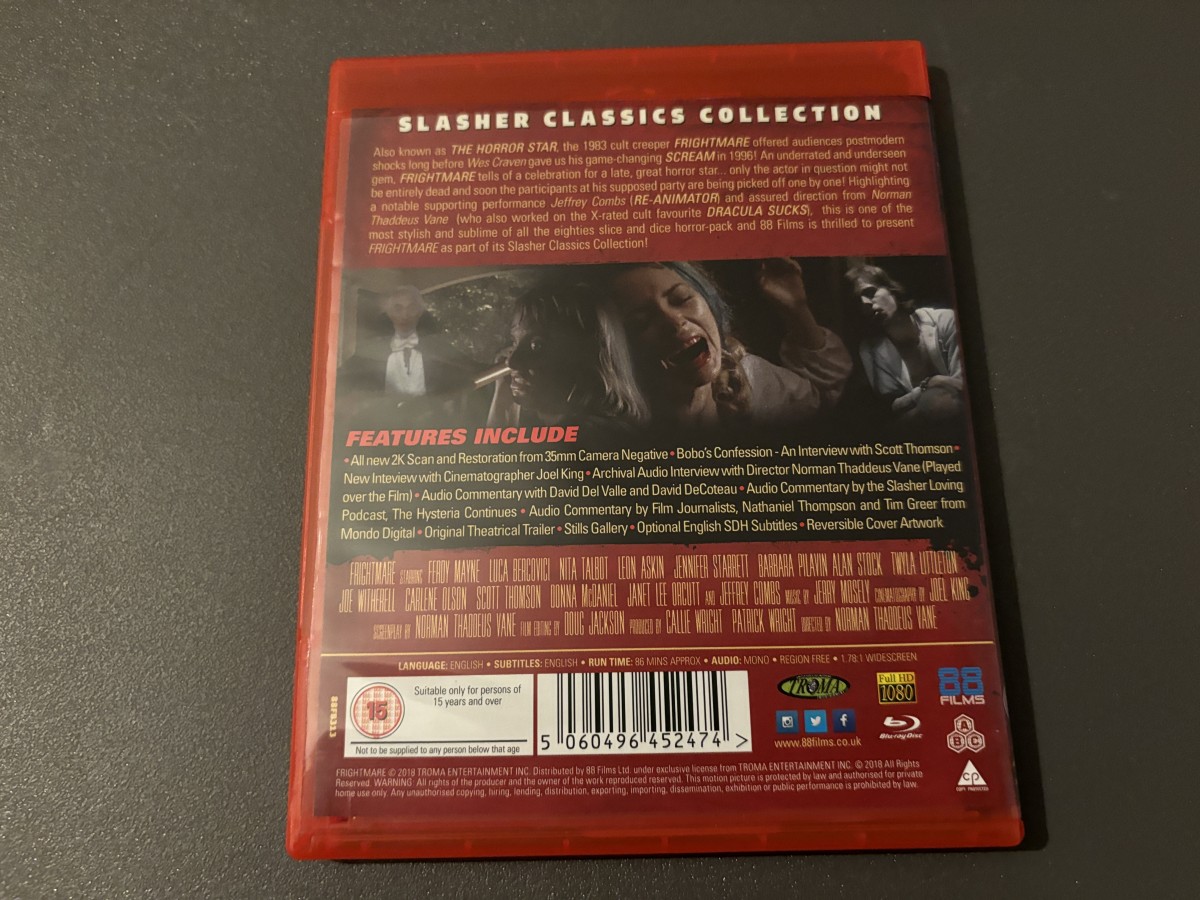 SLASHER CLASSICS COLLECTION
Also known as THE HORROR STAR, the 1983 cult creeper FRIGHTMARE offered audiences postmodern
shocks long before Wes Craven gave us his game-changing SCREAM in 1996! An underrated and underseen
gem, FRIGHTMARE tells of a celebration for a late, great horror star... only the actor in question might not
be entirely dead and soon the participants at his supposed party are being picked off one by one! Highlighting
a notable supporting performance Jeffrey Combs (RE-ANIMATOR) and assured direction from Norman
Thaddeus Vane (who also worked on the X-rated cult favourite DRACULA SUCKS), this is one of the
most stylish and sublime of all the eighties slice and dice horror-pack and 88 Films is thrilled to present
FRIGHTMARE as part of its Slasher Classics Collection!
FEATURES INCLUDE
• All new 2K Scan and Restoration from 35mm Camera Negative • Bobo's Confession - An Interview with Scott Thomson •
New Inteview with Cinematographer Joel King • Archival Audio Interview with Director Norman Thaddeus Vane (Played
over the Film) • Audio Commentary with David Del Valle and David DeCoteau • Audio Commentary by the Slasher Loving
Podcast, The Hysteria Continues • Audio Commentary by Film Journalists, Nathaniel Thompson and Tim Greer from
Mondo Digital • Original Theatrical Trailer • Stills Gallery • Optional English SDH Subtitles • Reversible Cover Artwork
FRIGHTMARE STARRING FERDY MAYNE LUCA BERCOVICI NITA TALBOT LEON ASKIN JENNIFER STARRETT BARBARA PILAVIN ALAN STOCK TWYLA LITTLETON
JOE WITHERELL CARLENE OLSON SCOTT THOMSON DONNA McDANIEL JANET LEE ORCUTT AND JEFFREY COMBS MUSIC BY JERRY MOSELY CINEMATOGRAPHY BY JOEL KING
SCREENPLAY BY NORMAN THADDEUS VANE FILM EDITING BY DOUG JACKSON PRODUCED BY CALLIE WRIGHT PATRICK WRIGHT DIRECTED BY NORMAN THADDEUS VANE
LANGUAGE: ENGLISH • SUBTITLES: ENGLISH • RUN TIME: 86 MINS APPROX • AUDIO: MONO • REGION FREE • 1.78:1 WIDESCREEN
88FB313
15
Suitable only for persons of
15 years and over
Not to be supplied to any person below that age
5 060496 452474 >
TROMA
Full HD
1080
88
FILMS
www.88films.co.uk
Blu-ray Disc
A
B C
CP
COPY PROTECTED
FRIGHTMARE © 2018 TROMA ENTERTAINMENT INC. Distributed by 88 Films Ltd. under exclusive license from TROMA ENTERTAINMENT INC. © 2018 All Rights
Reserved. WARNING: All rights of the producer and the owner of the work reproduced reserved. This motion picture is protected by law and authorised for private
home use only. Any unauthorised copying, hiring, lending, distribution, exporting, importing, dissemination, exhibition or public performance is prohibited by law.